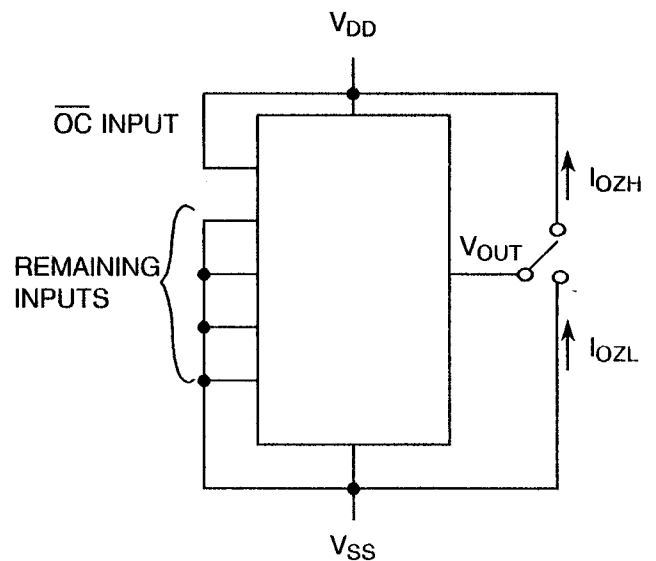 VDD
OC INPUT
IOZH
VOUT
REMAINING
INPUTS
IOZL
VSS